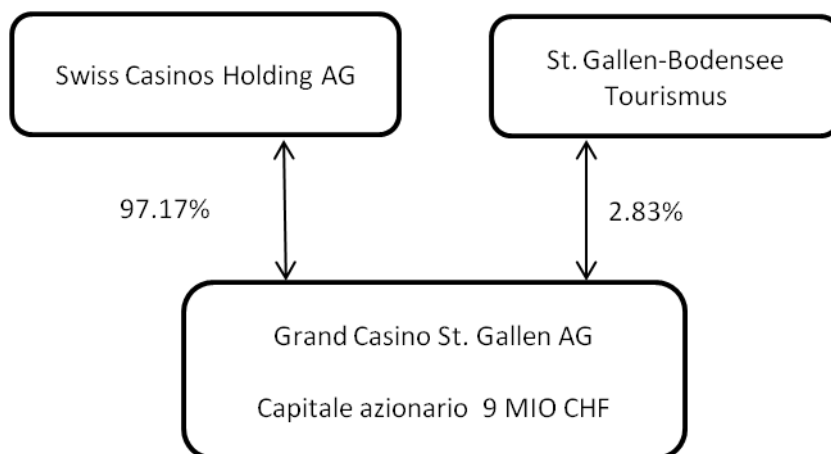 Swiss Casinos Holding AG
St. Gallen-Bodensee
Tourismus
97.17%
2.83%
Grand Casino St. Gallen AG
Capitale azionario 9 MIO CHF